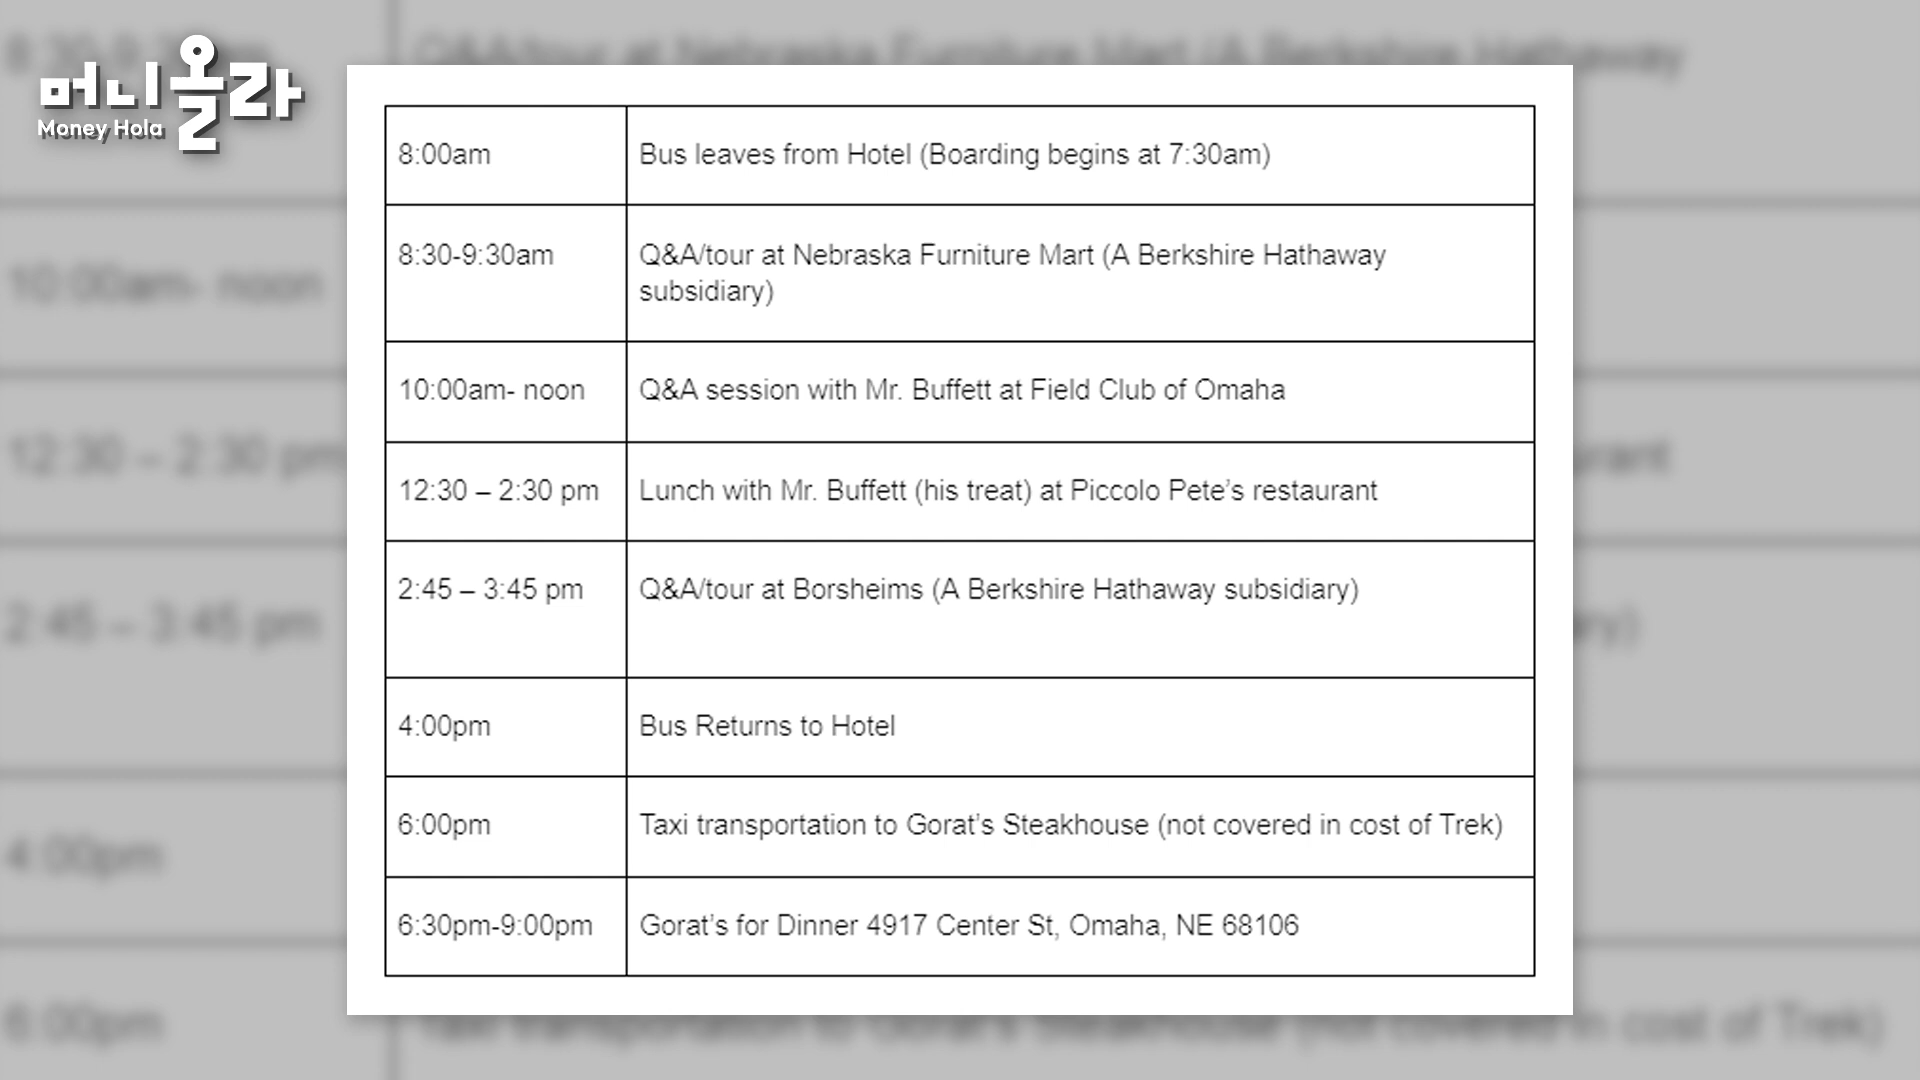 머니올라
Money Hola
8:00am
Bus leaves from Hotel (Boarding begins at 7:30am)
8:30-9:30am
Q&A/tour at Nebraska Furniture Mart (A Berkshire Hathaway
subsidiary)
10:00am- noon
Q&A session with Mr. Buffett at Field Club of Omaha
12:30 – 2:30 pm
Lunch with Mr. Buffett (his treat) at Piccolo Pete's restaurant
2:45 – 3:45 pm
Q&A/tour at Borsheims (A Berkshire Hathaway subsidiary)
4:00pm
Bus Returns to Hotel
6:00pm
Taxi transportation to Gorat's Steakhouse (not covered in cost of Trek)
6:30pm-9:00pm
Gorat's for Dinner 4917 Center St, Omaha, NE 68106